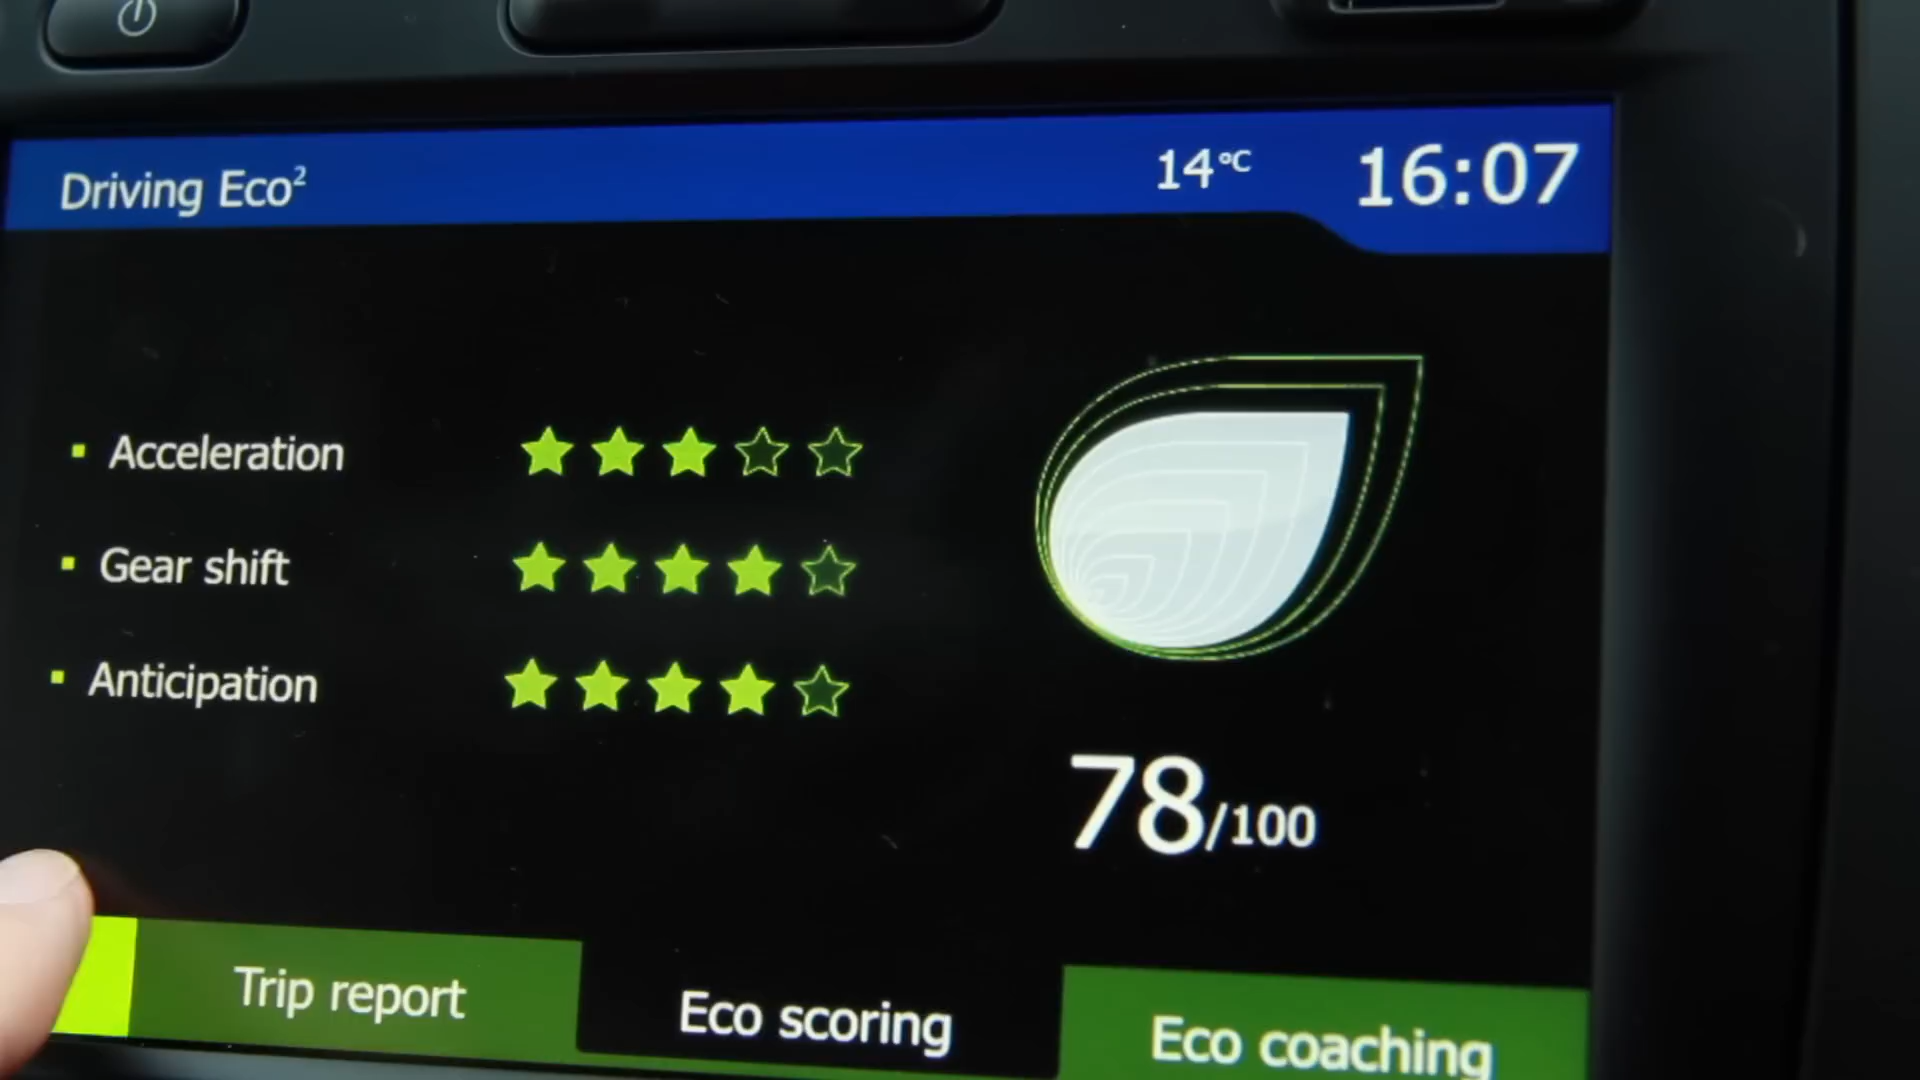 Driving Eco²
14°C
16:07
Acceleration
Gear shift
Anticipation
78/100
Trip report
Eco scoring
Eco coaching